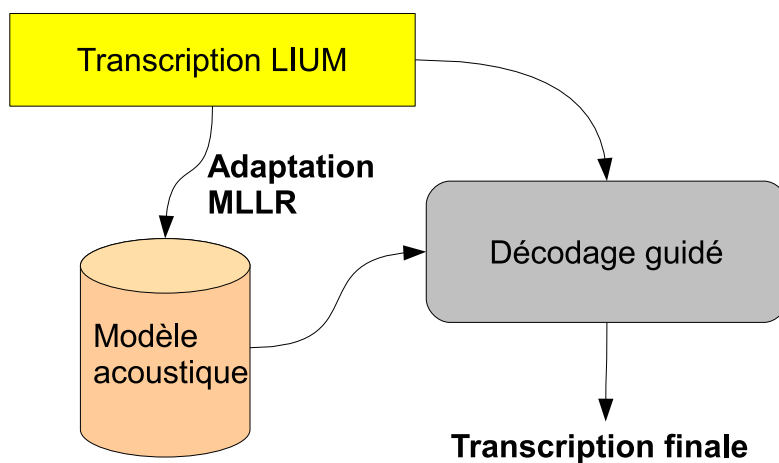 Transcription LIUM
Adaptation
MLLR
Décodage guidé
Modèle
acoustique
Transcription finale